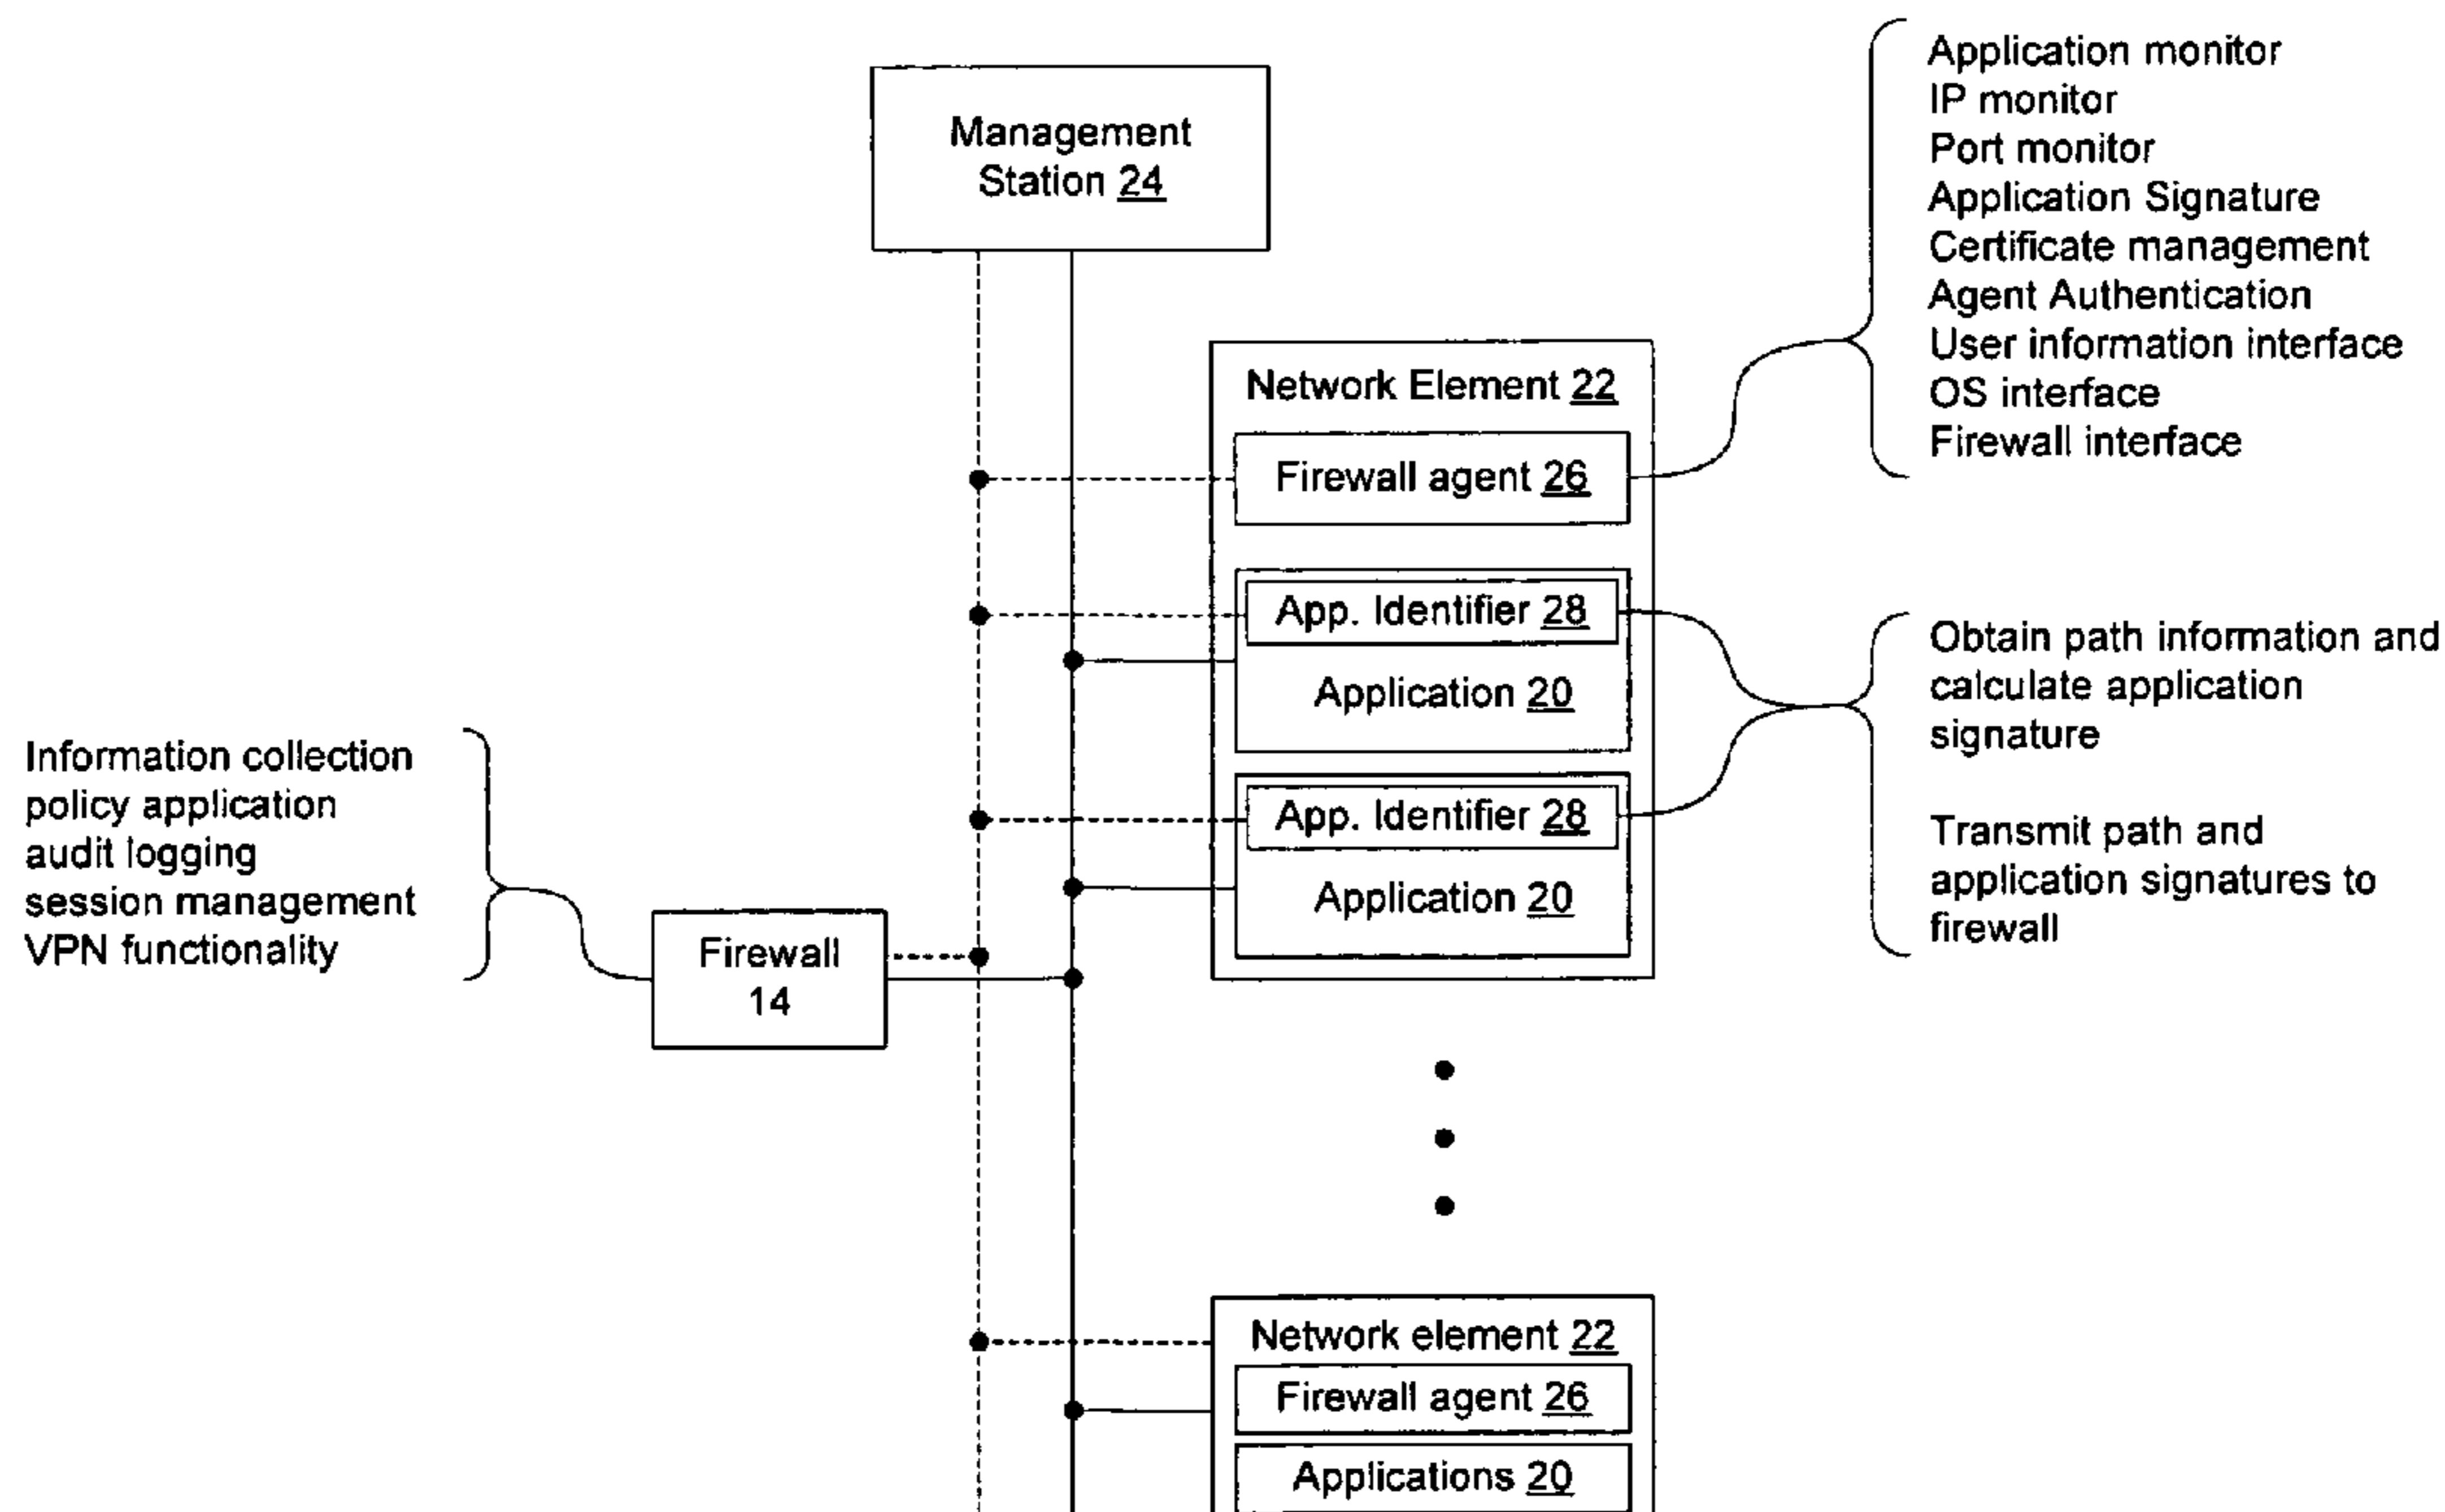 Management
Station 24
Application monitor
IP monitor
Port monitor
Application Signature
Certificate management
Agent Authentication
User information interface
OS interface
Firewall interface
Network Element 22
Firewall agent 26
App. Identifier 28
Application 20
App. Identifier 28
Application 20
Obtain path information and
calculate application
signature
Transmit path and
application signatures to
firewall
Information collection
policy application
audit logging
session management
VPN functionality
Firewall
14
Network element 22
Firewall agent 26
Applications 20